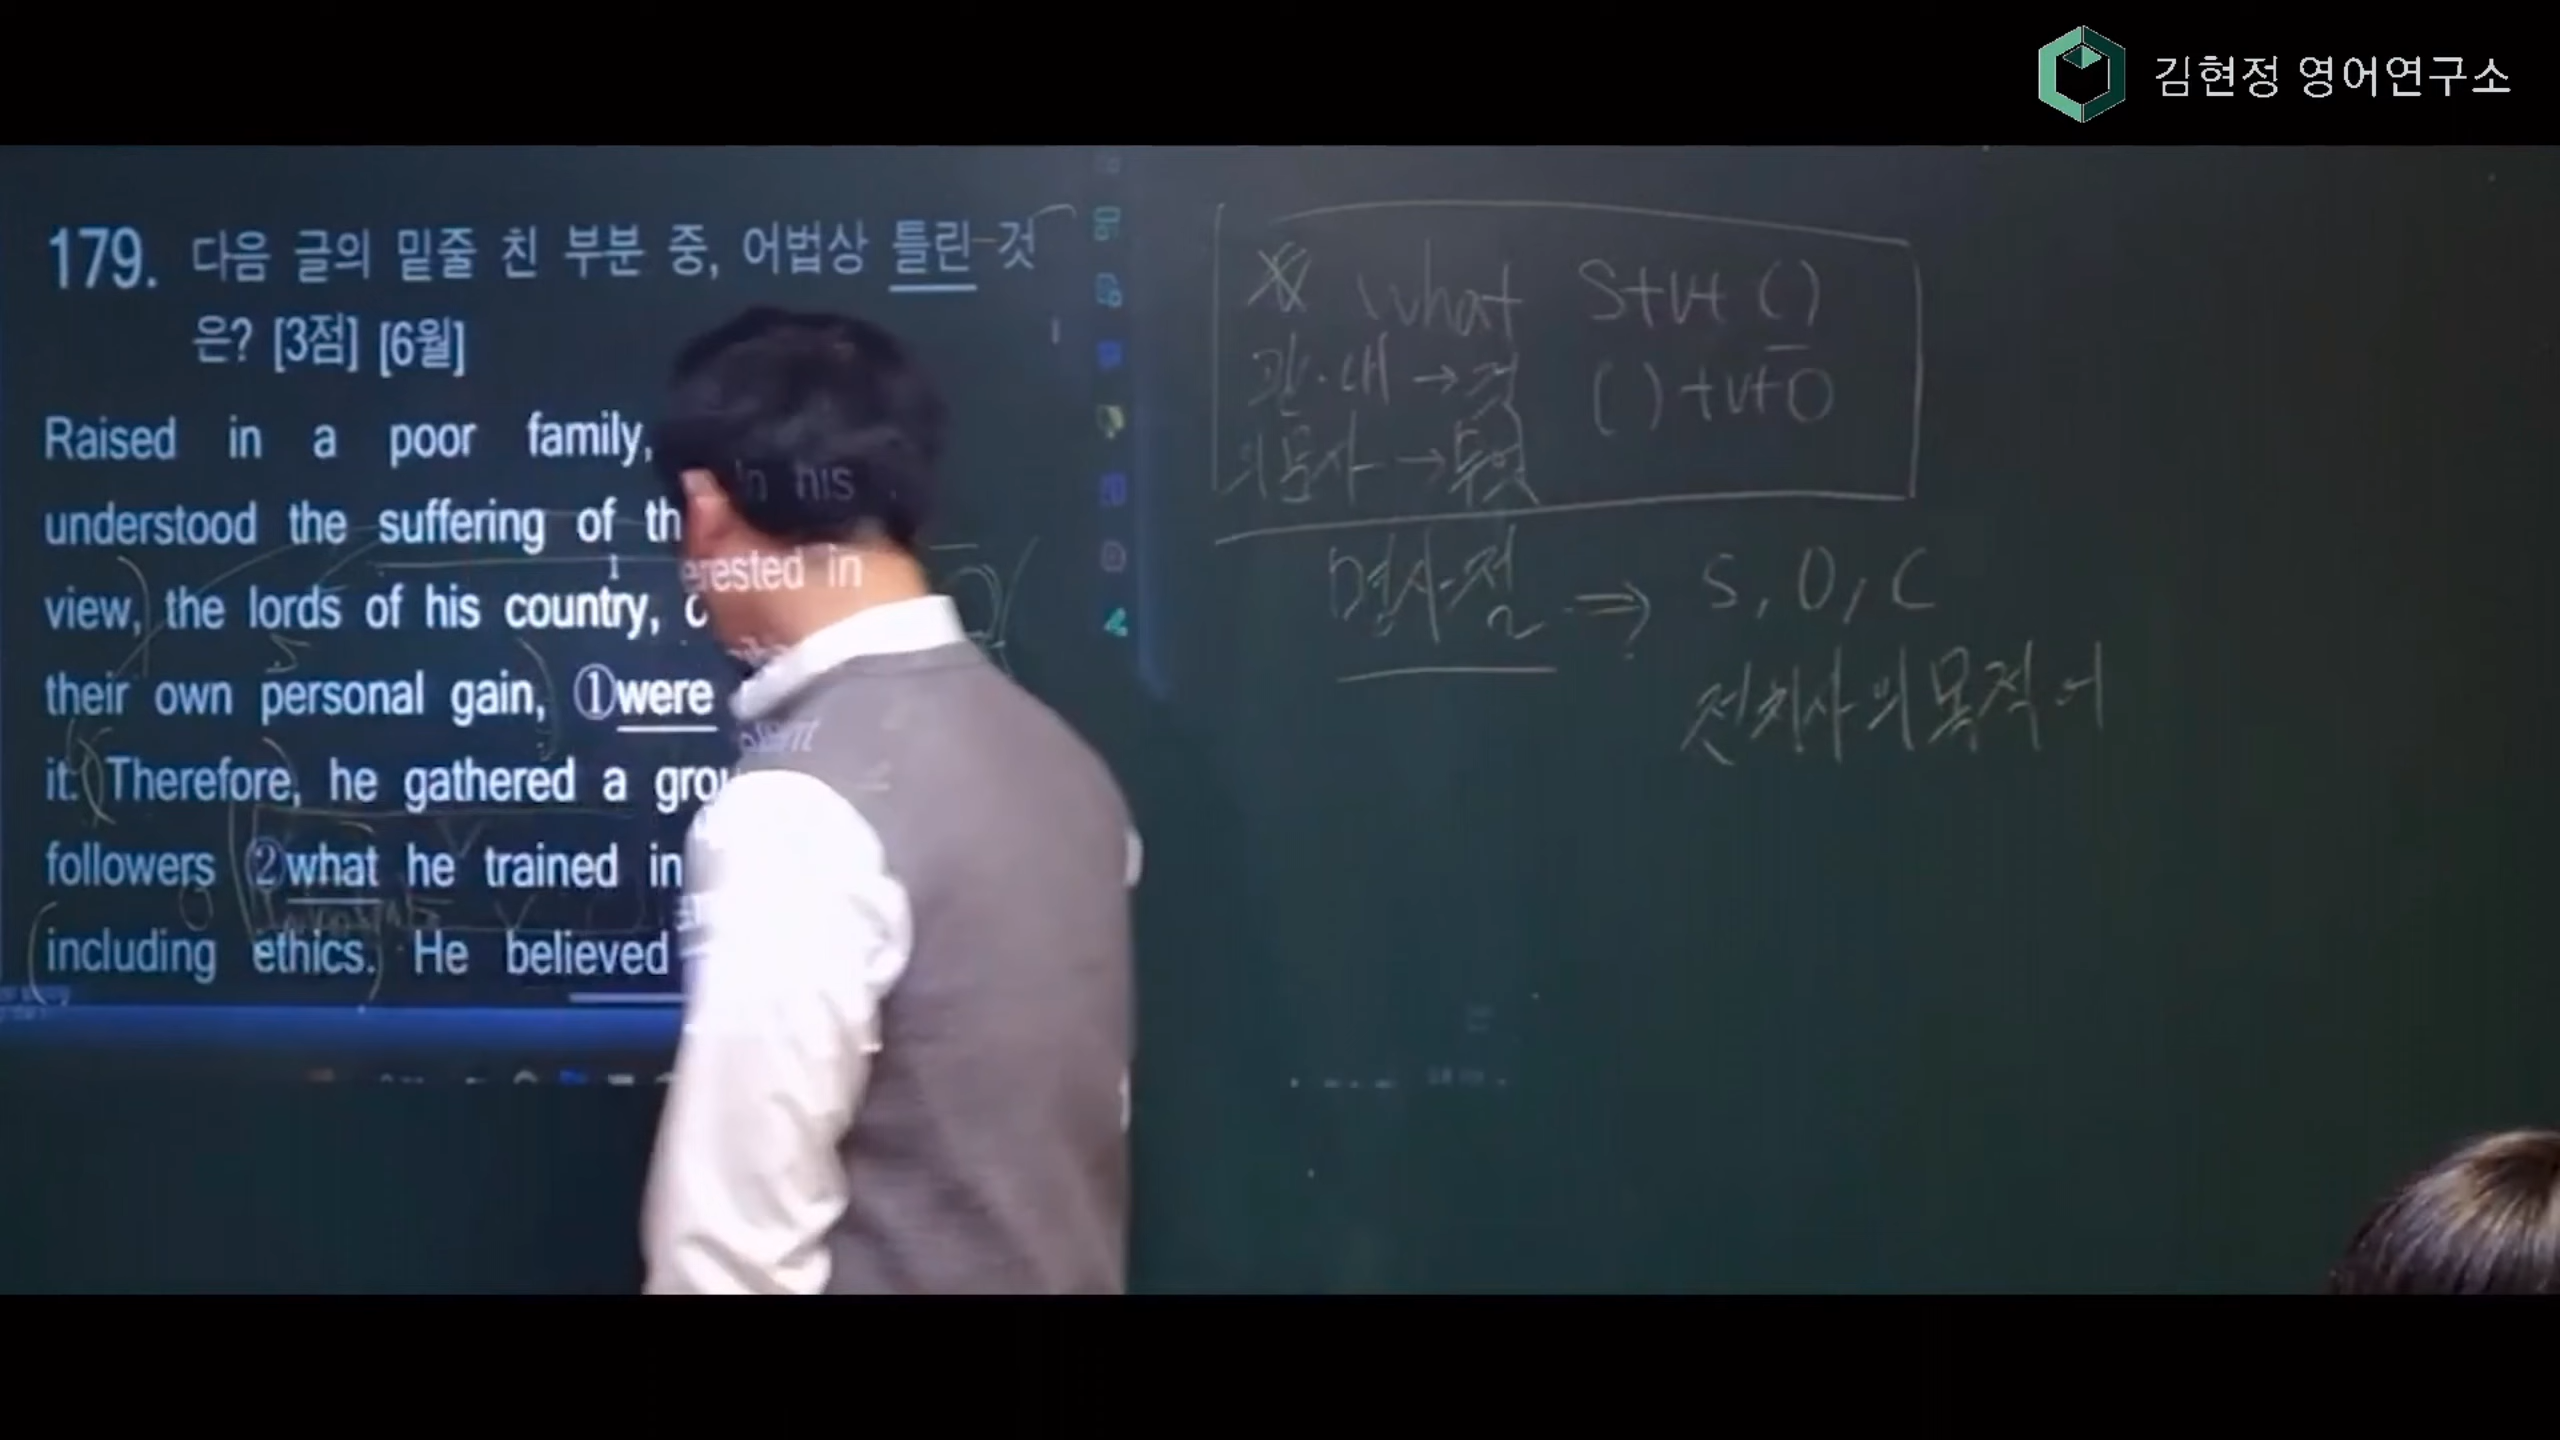 김현정 영어연구소
179. 다음 글의 밑줄 친 부분 중, 어법상 틀린 것
은? [3점] [6월]
Raised in a poor family,
understood the suffering of
view, the lords of his country,
their own personal gain, ①were
it. Therefore, he gathered a
followers ②what he trained in
including ethics. He believed
in his
in
※ what S+V+ ( )
관·대 → 것 ( )+V+O
의문사 → 무엇
명사절 ⇒ S, O, C
전치사의 목적어